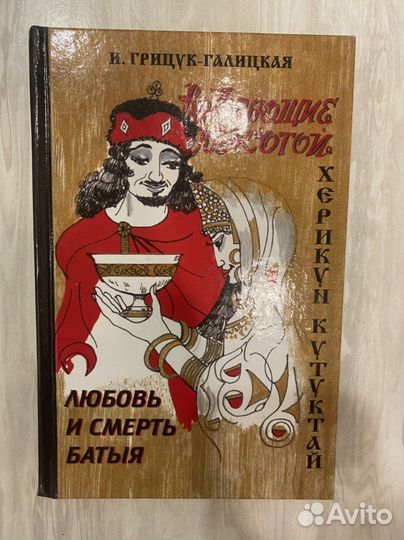 И. ГРИЦУК-ГАЛИЦКАЯ
ХЕРИКУН КУТУКТАЙ
ЛЮБОВЬ
И СМЕРТЬ
БАТЫЯ
Avito